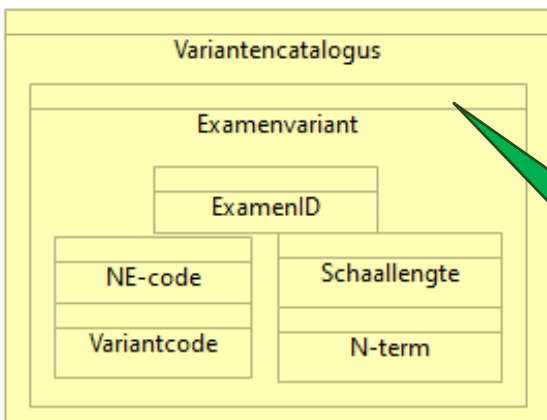 Variantencatalogus
Examenvariant
ExamenID
NE-code
Schaallengte
Variantcode
N-term